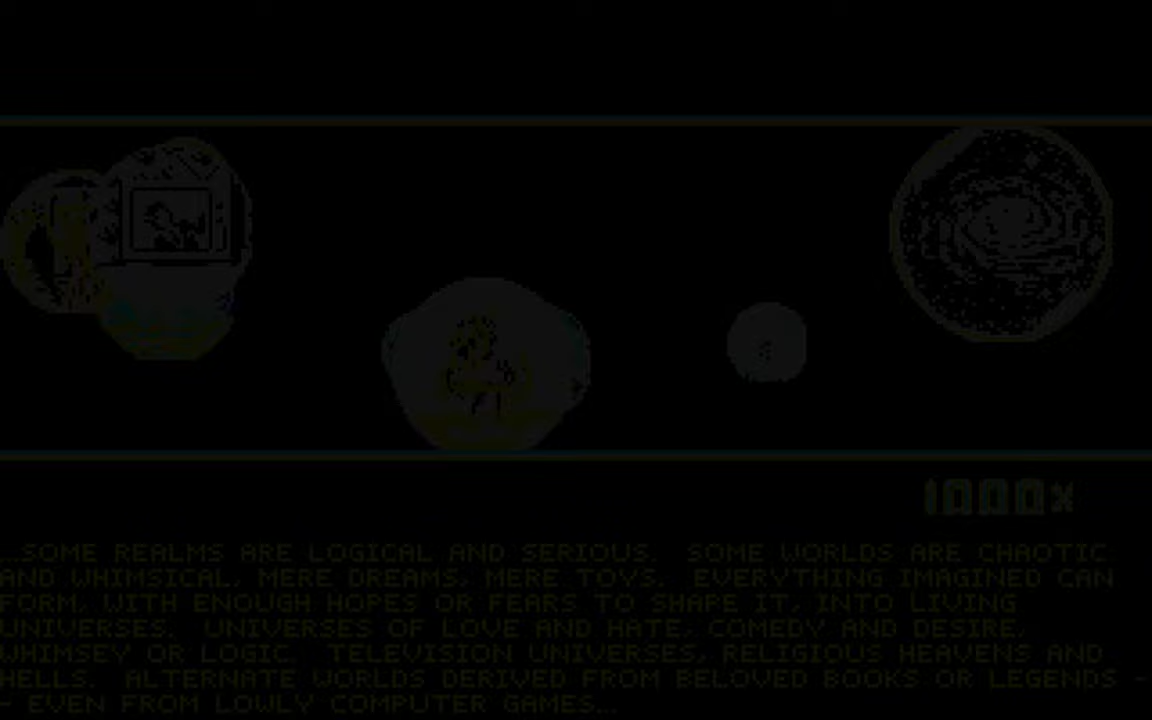 1000x
...SOME REALMS ARE LOGICAL AND SERIOUS. SOME WORLDS ARE CHAOTIC
AND WHIMSICAL, MERE DREAMS, MERE TOYS. EVERYTHING IMAGINED CAN
FORM, WITH ENOUGH HOPES OR FEARS TO SHAPE IT, INTO LIVING
UNIVERSES. UNIVERSES OF LOVE AND HATE, COMEDY AND DESIRE,
WHIMSEY OR LOGIC. TELEVISION UNIVERSES, RELIGIOUS HEAVENS AND
HELLS. ALTERNATE WORLDS DERIVED FROM BELOVED BOOKS OR LEGENDS -
- EVEN FROM LOWLY COMPUTER GAMES...